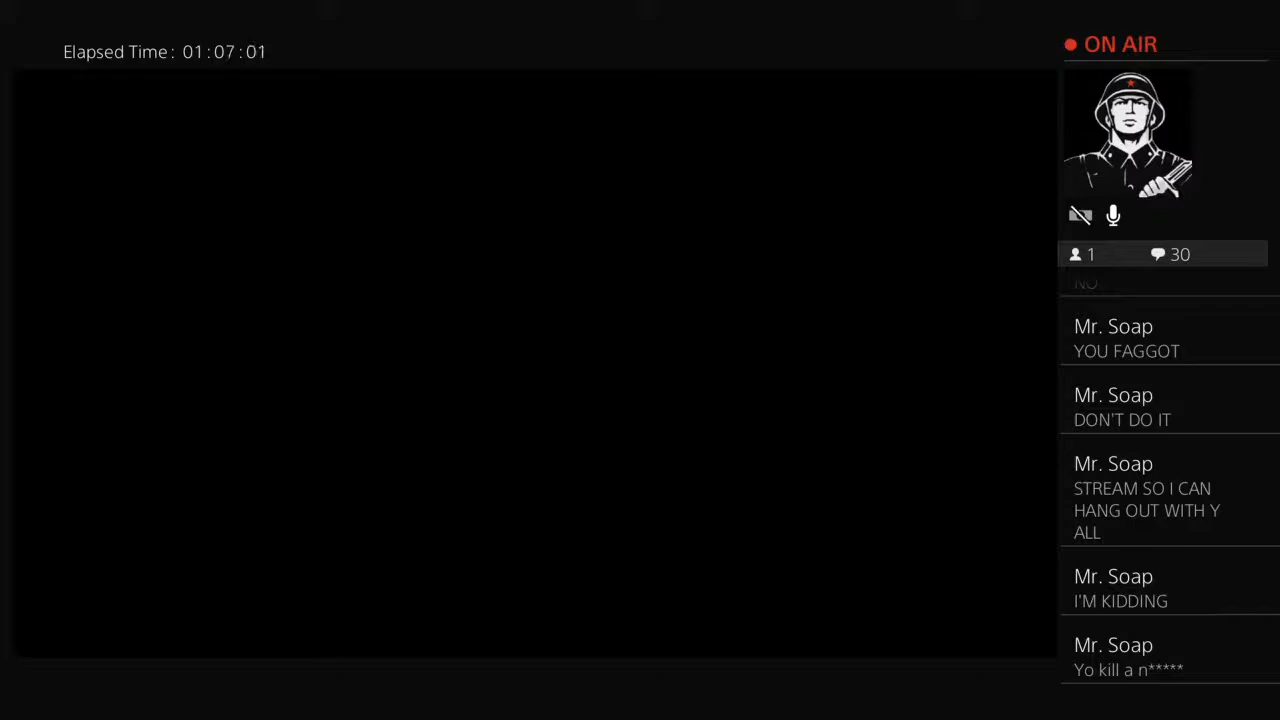 Elapsed Time: 01:07:01
ON AIR
1 30
NO
Mr. Soap
YOU FAGGOT
Mr. Soap
DON'T DO IT
Mr. Soap
STREAM SO I CAN
HANG OUT WITH Y
ALL
Mr. Soap
I'M KIDDING
Mr. Soap
Yo kill a n*****